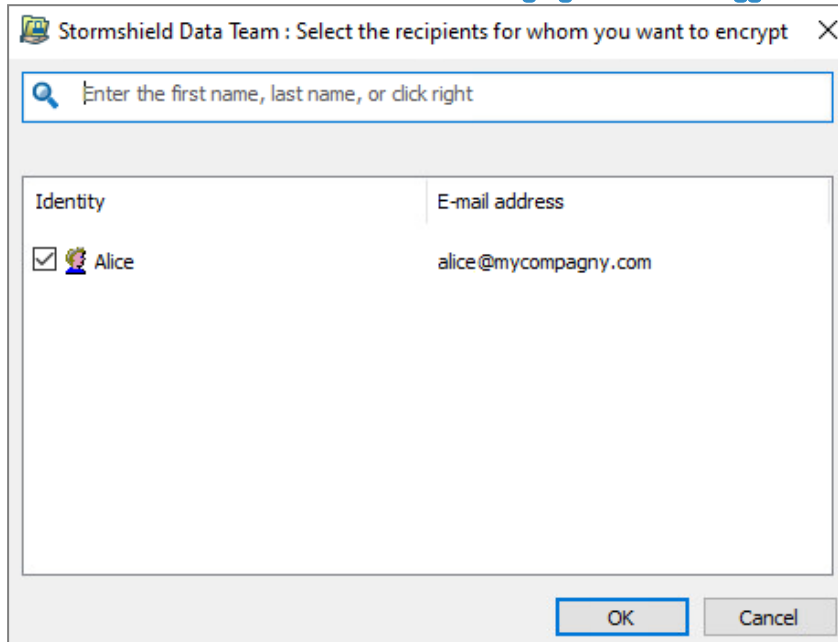 Stormshield Data Team : Select the recipients for whom you want to encrypt
Enter the first name, last name, or click right
Identity E-mail address
Alice alice@mycompagny.com
OK Cancel